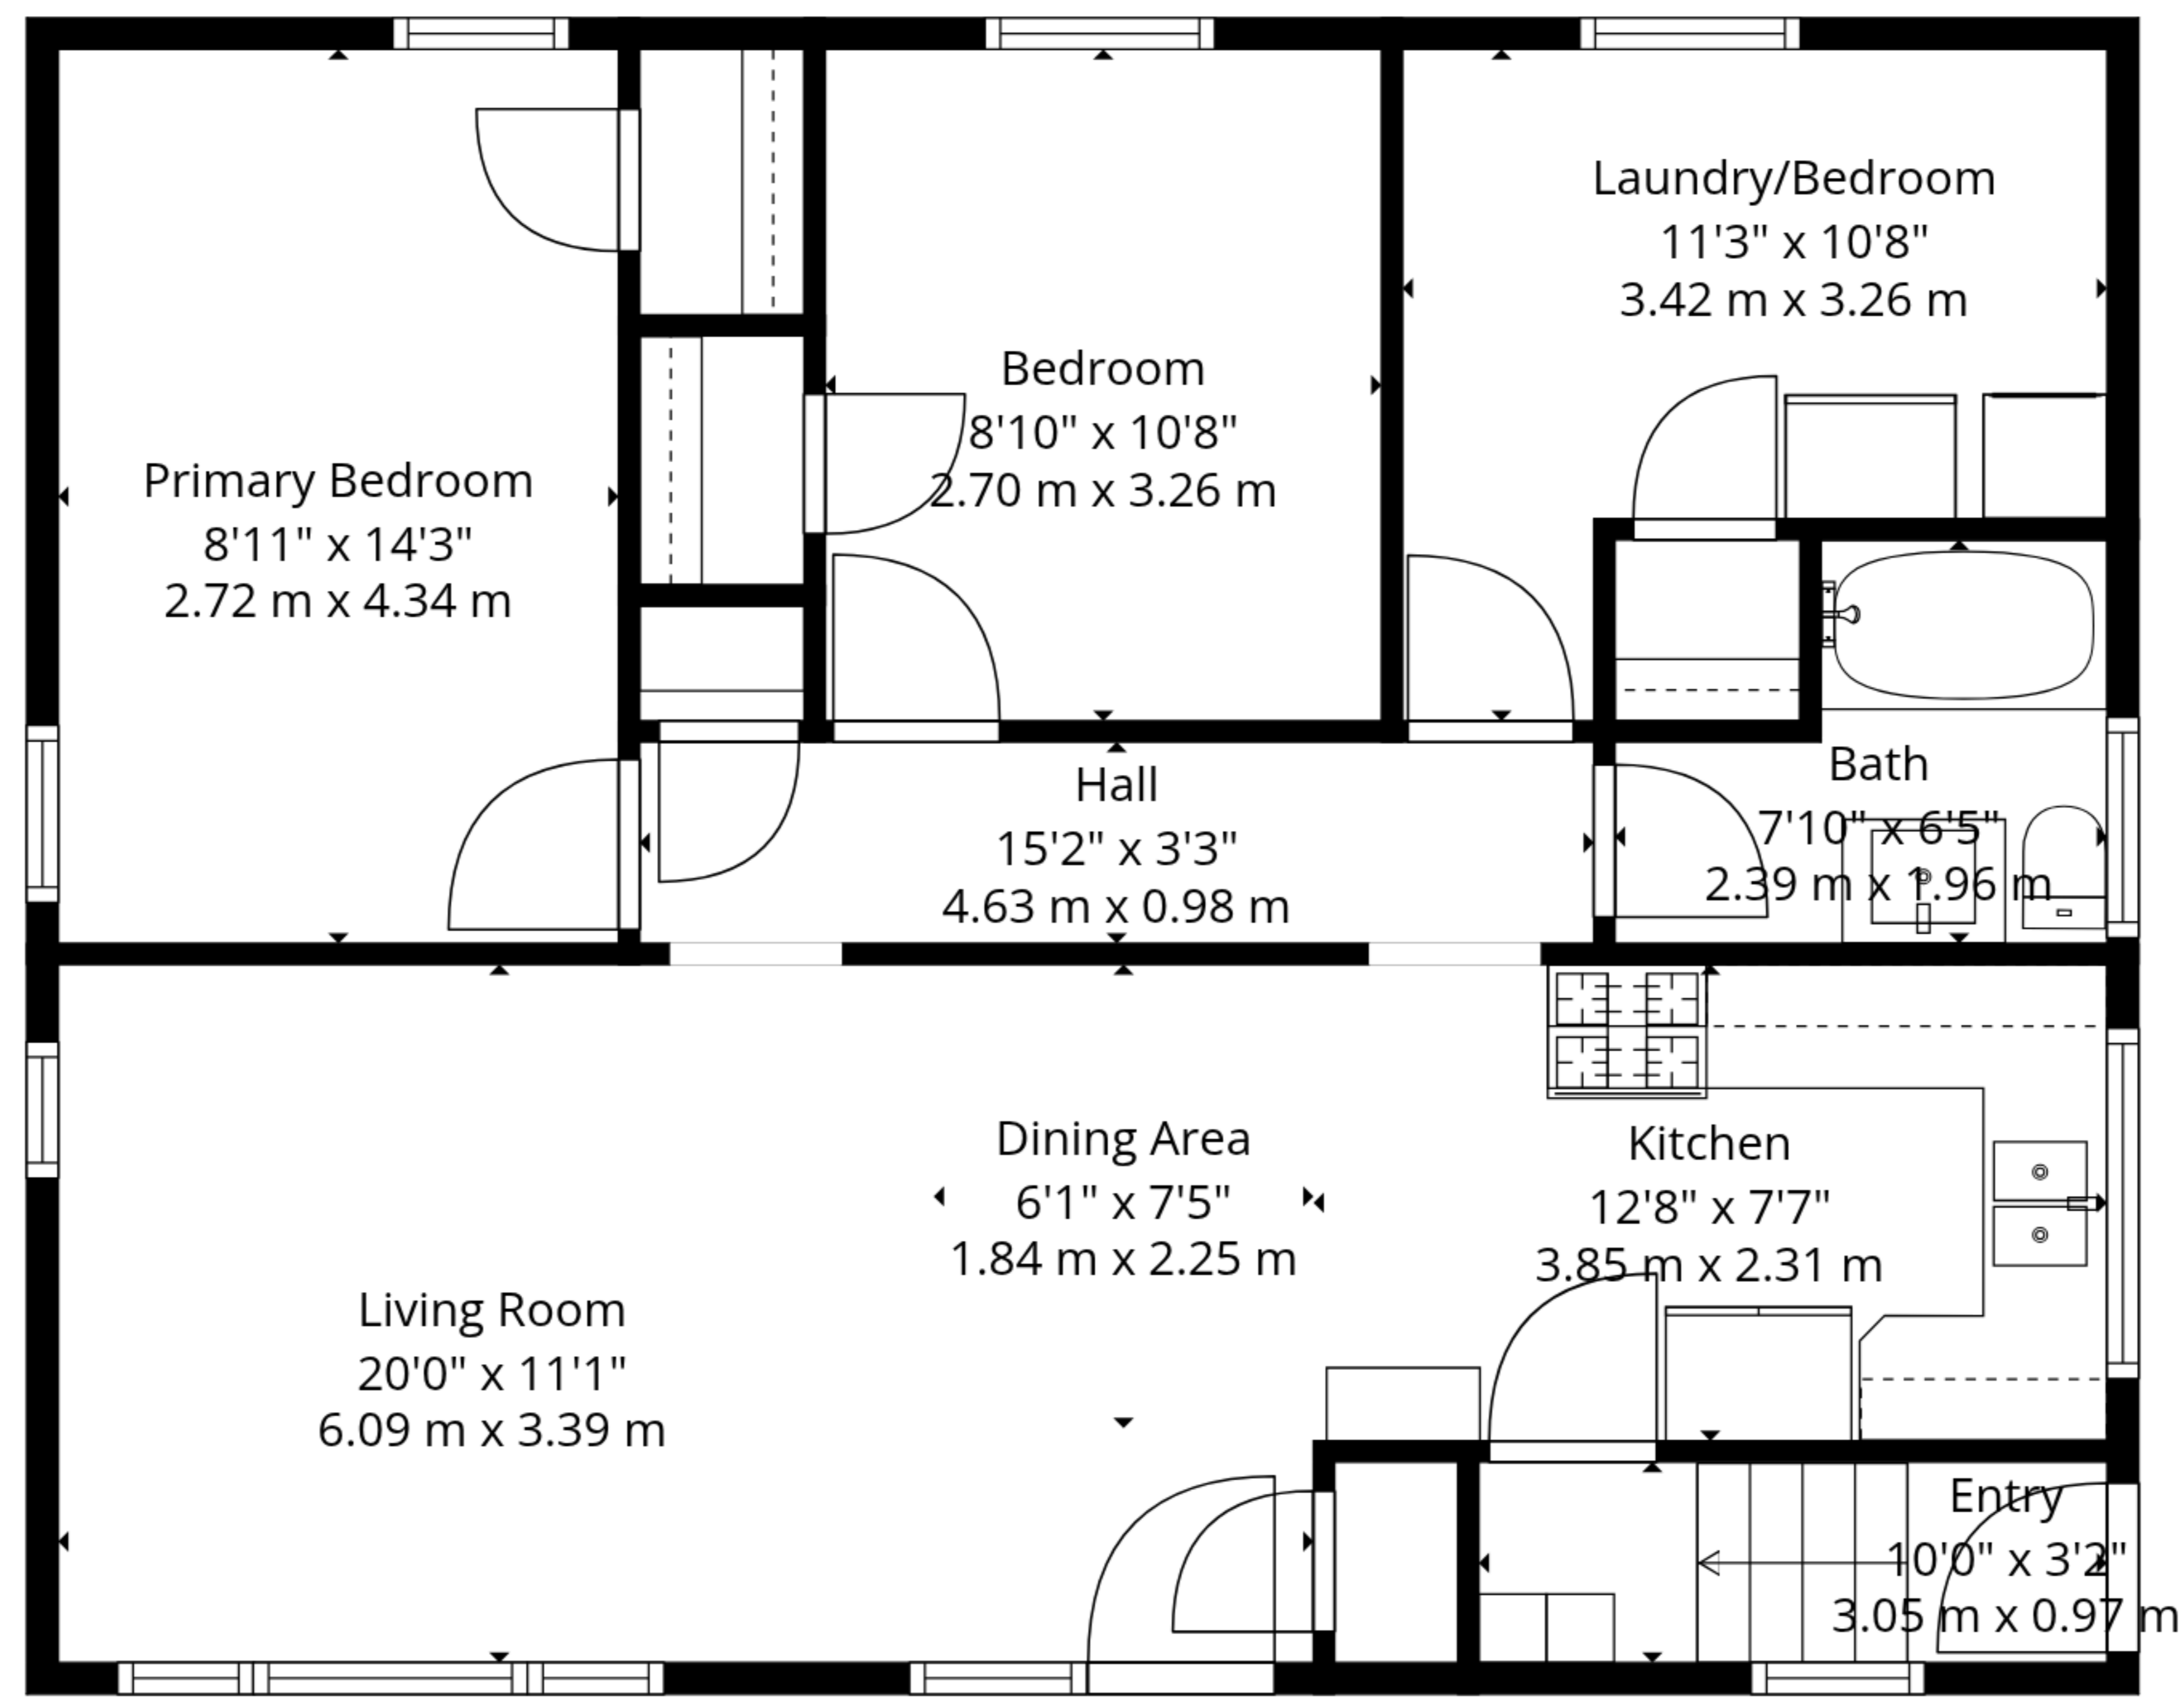 Laundry/Bedroom
11'3" x 10'8"
3.42 m x 3.26 m
Bedroom
8'10" x 10'8"
2.70 m x 3.26 m
Primary Bedroom
8'11" x 14'3"
2.72 m x 4.34 m
Hall
15'2" x 3'3"
4.63 m x 0.98 m
Bath
7'10" x 6'5"
2.39 m x 1.96 m
Dining Area
6'1" x 7'5"
1.84 m x 2.25 m
Kitchen
12'8" x 7'7"
3.85 m x 2.31 m
Living Room
20'0" x 11'1"
6.09 m x 3.39 m
Entry
10'0" x 3'2"
3.05 m x 0.97 m